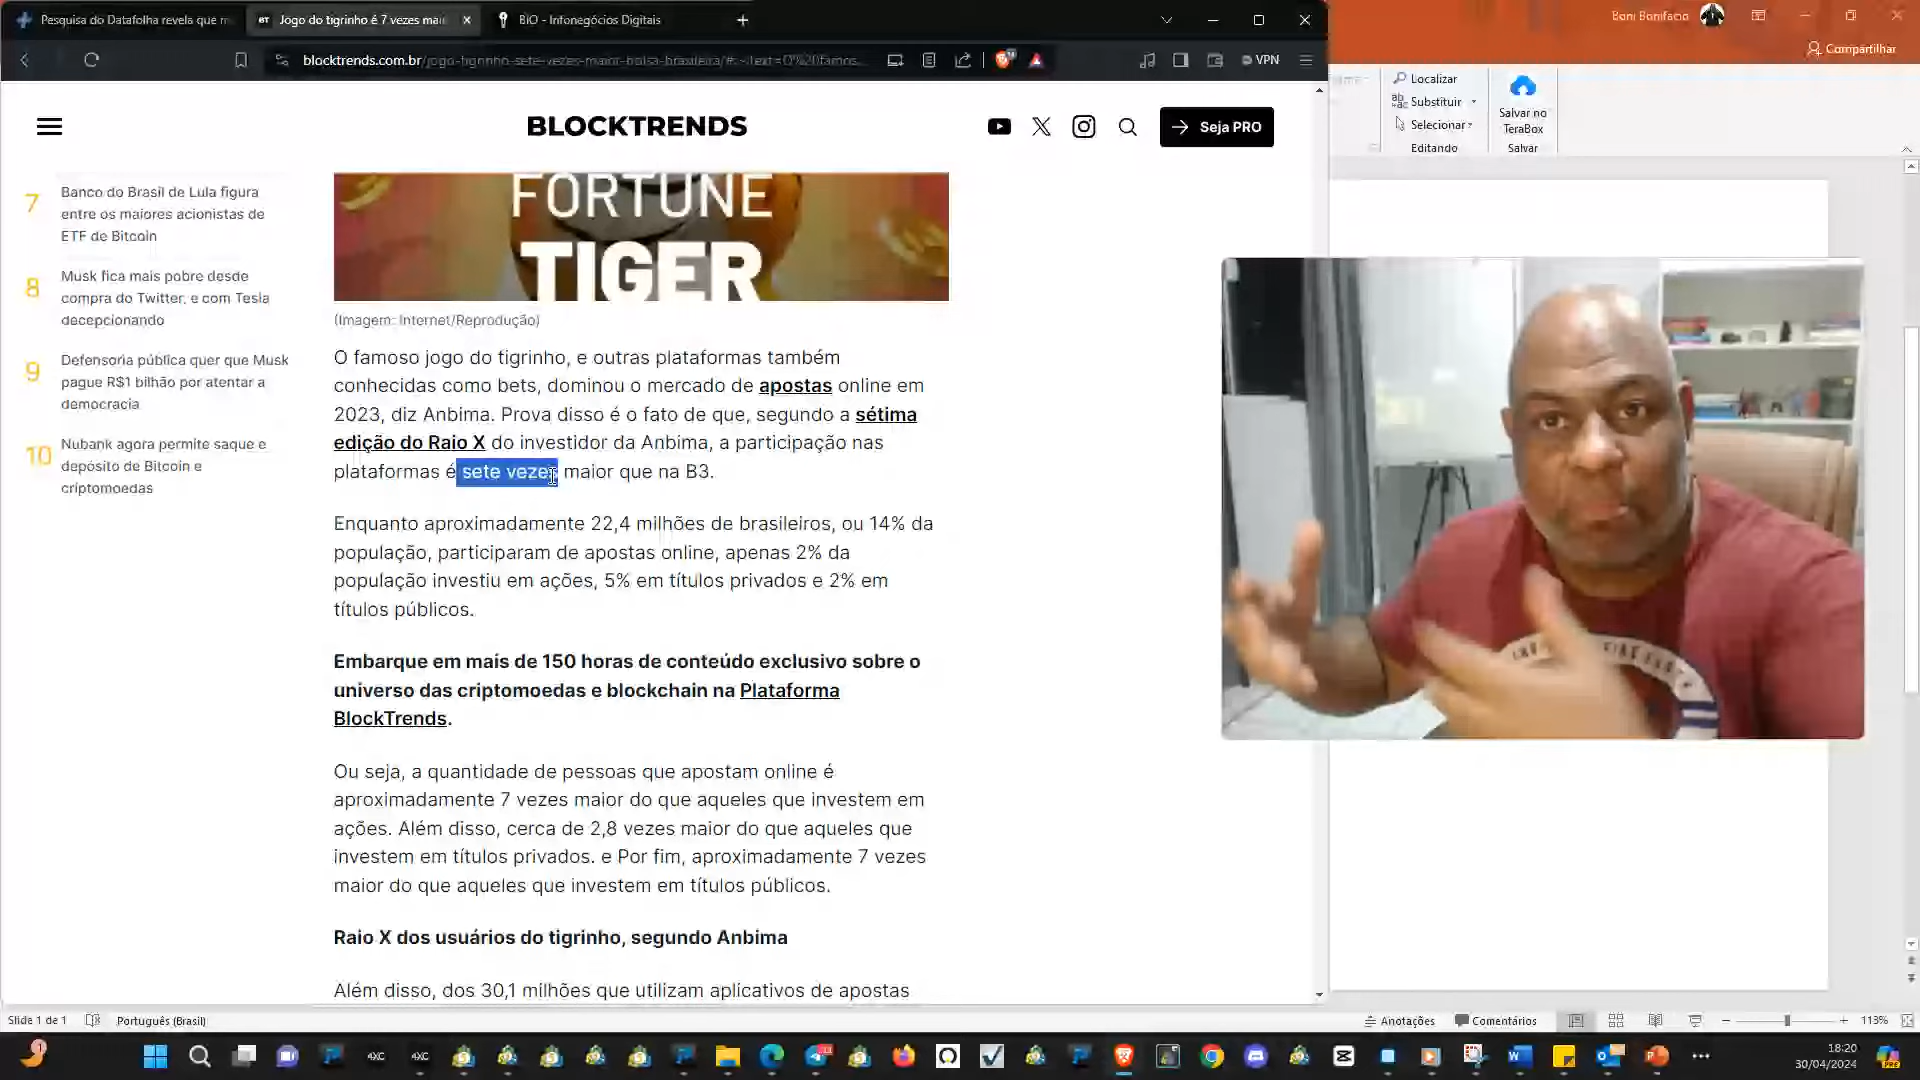 Pesquisa do Datafolha revela que m
Jogo do tigrinho é 7 vezes mai
BIO - Infonegócios Digitais
Boni Bonifacio
Compartilhar
blocktrends.com.br/jogo-tigrinho-sete-vezes-maior-bolsa-brasileira/#:~:text=O%20famos...
VPN
Localizar
Substituir
Selecionar
Editando
Salvar no
TeraBox
Salvar
BLOCKTRENDS
Seja PRO
7
Banco do Brasil de Lula figura
entre os maiores acionistas de
ETF de Bitcoin
8
Musk fica mais pobre desde
compra do Twitter, e com Tesla
decepcionando
9
Defensoria pública quer que Musk
pague R$1 bilhão por atentar a
democracia
10
Nubank agora permite saque e
depósito de Bitcoin e
criptomoedas
FORTUNE
TIGER
(Imagem: Internet/Reprodução)
O famoso jogo do tigrinho, e outras plataformas também
conhecidas como bets, dominou o mercado de apostas online em
2023, diz Anbima. Prova disso é o fato de que, segundo a sétima
edição do Raio X do investidor da Anbima, a participação nas
plataformas é sete vezes maior que na B3.
Enquanto aproximadamente 22,4 milhões de brasileiros, ou 14% da
população, participaram de apostas online, apenas 2% da
população investiu em ações, 5% em títulos privados e 2% em
títulos públicos.
Embarque em mais de 150 horas de conteúdo exclusivo sobre o
universo das criptomoedas e blockchain na Plataforma
BlockTrends.
Ou seja, a quantidade de pessoas que apostam online é
aproximadamente 7 vezes maior do que aqueles que investem em
ações. Além disso, cerca de 2,8 vezes maior do que aqueles que
investem em títulos privados. e Por fim, aproximadamente 7 vezes
maior do que aqueles que investem em títulos públicos.
Raio X dos usuários do tigrinho, segundo Anbima
Além disso, dos 30,1 milhões que utilizam aplicativos de apostas
Slide 1 de 1
Português (Brasil)
Anotações
Comentários
113%
18:20
30/04/2024